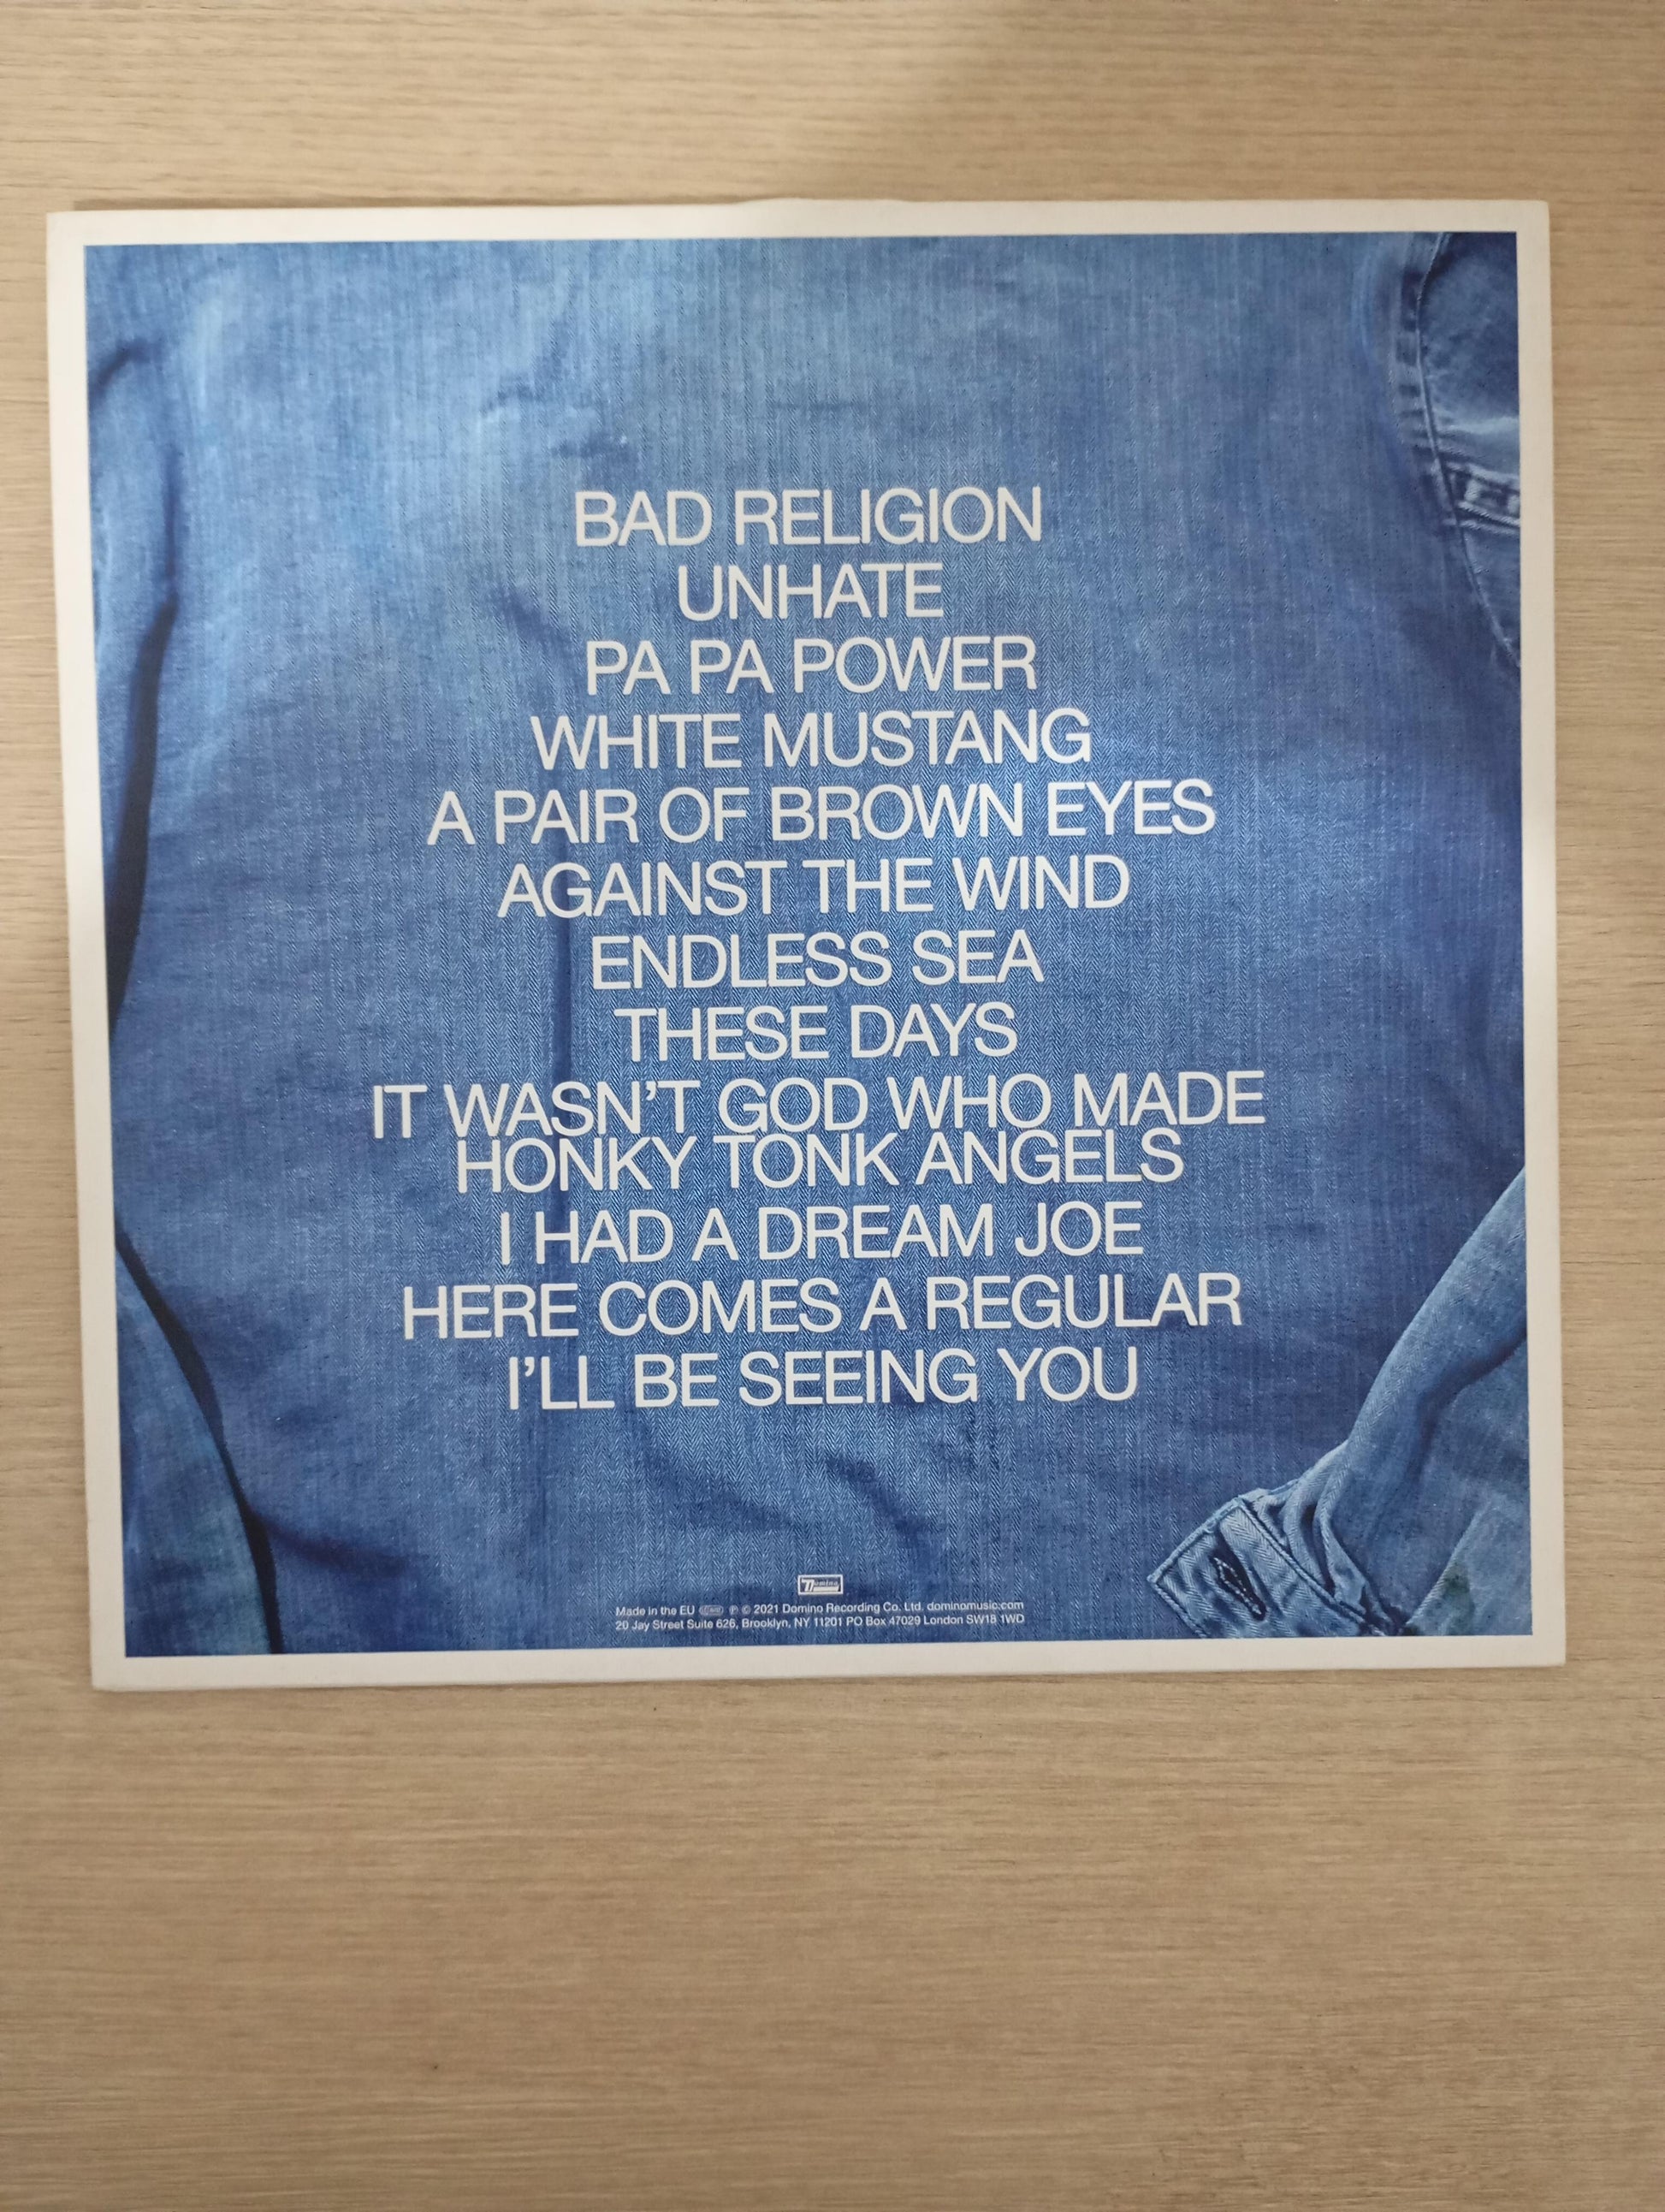 BAD RELIGION
UNHATE
PA PA POWER
WHITE MUSTANG
A PAIR OF BROWN EYES
AGAINST THE WIND
ENDLESS SEA
THESE DAYS
IT WASN'T GOD WHO MADE
HONKY TONK ANGELS
I HAD A DREAM JOE
HERE COMES A REGULAR
I'LL BE SEEING YOU
Domino
Made in the EU ℗ © 2021 Domino Recording Co. Ltd. dominomusic.com
20 Jay Street Suite 626, Brooklyn, NY 11201 PO Box 47029 London SW18 1WD